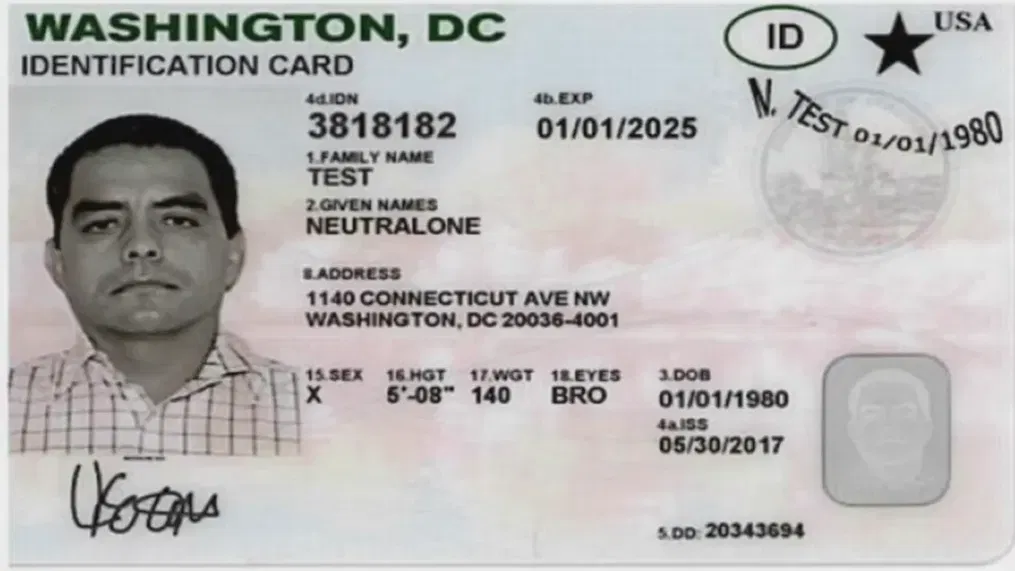 WASHINGTON, DC
IDENTIFICATION CARD
ID
USA
4d.IDN
3818182
4b.EXP
01/01/2025
N. TEST 01/01/1980
1.FAMILY NAME
TEST
2.GIVEN NAMES
NEUTRALONE
8.ADDRESS
1140 CONNECTICUT AVE NW
WASHINGTON, DC 20036-4001
15.SEX 16.HGT 17.WGT 18.EYES
X 5'-08" 140 BRO
3.DOB
01/01/1980
4a.ISS
05/30/2017
5.DD: 20343694